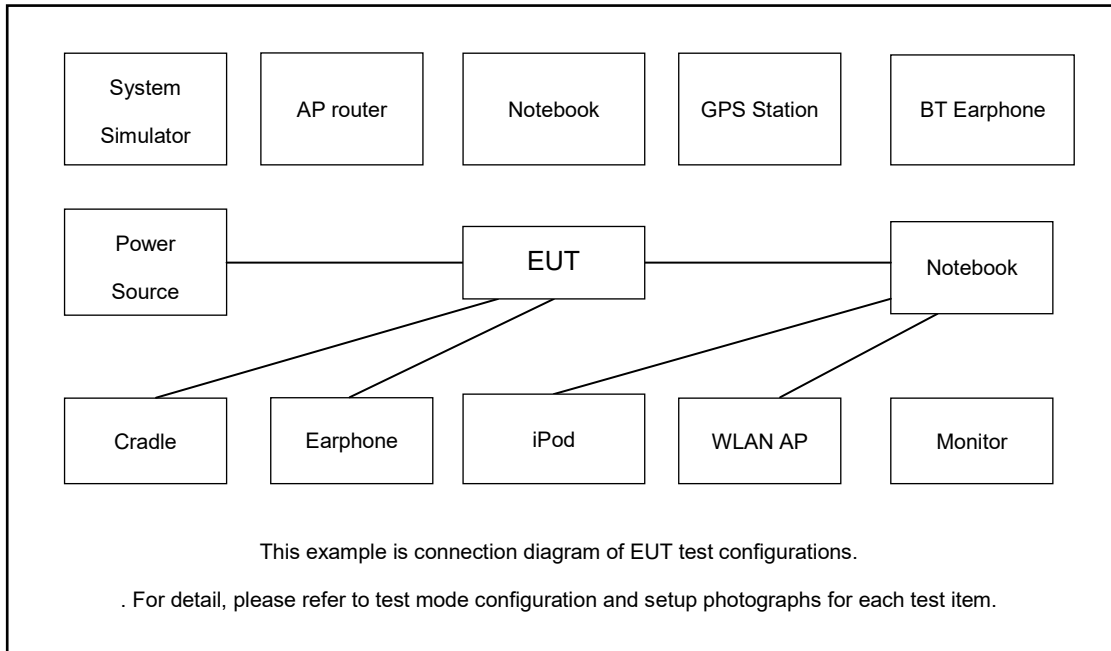 System
Simulator
AP router
Notebook
GPS Station
BT Earphone
Power
Source
EUT
Notebook
Cradle
Earphone
iPod
WLAN AP
Monitor
This example is connection diagram of EUT test configurations.
. For detail, please refer to test mode configuration and setup photographs for each test item.